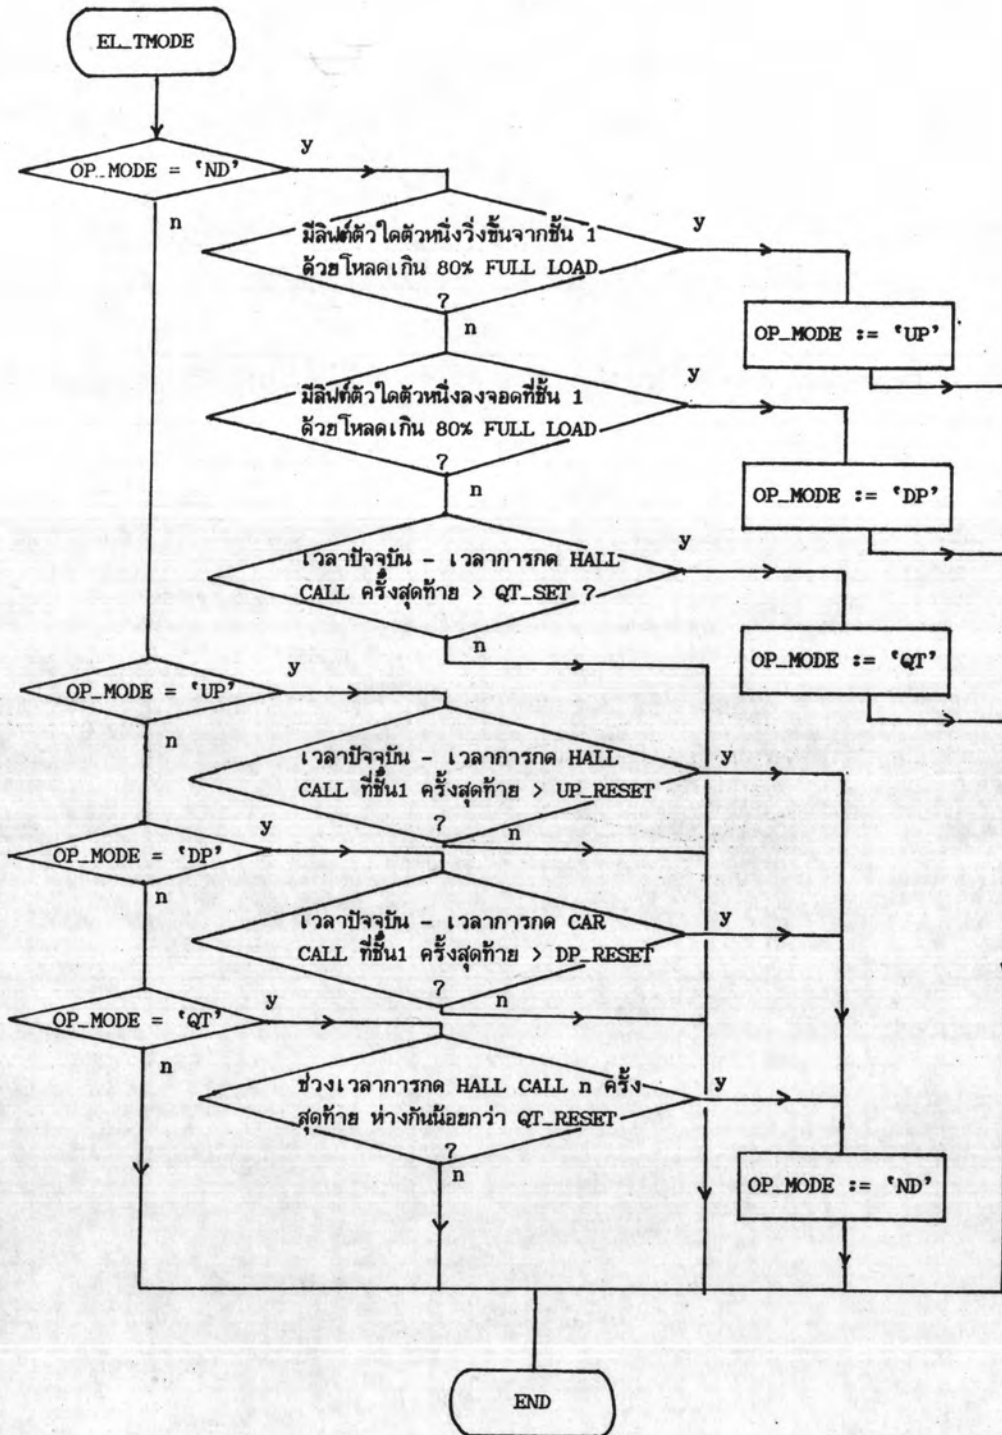 EL_TMODE
y
OP_MODE = 'ND'
n
มีลิฟต์ตัวใดตัวหนึ่งวิ่งขึ้นจากชั้น 1
ด้วยโหลดเกิน 80% FULL LOAD
?
y
n
OP_MODE := 'UP'
มีลิฟต์ตัวใดตัวหนึ่งลงจอดที่ชั้น 1
ด้วยโหลดเกิน 80% FULL LOAD
?
y
n
OP_MODE := 'DP'
เวลาปัจจุบัน - เวลาการกด HALL
CALL ครั้งสุดท้าย > QT_SET ?
y
n
OP_MODE := 'QT'
OP_MODE = 'UP'
y
n
เวลาปัจจุบัน - เวลาการกด HALL
CALL ที่ชั้น1 ครั้งสุดท้าย > UP_RESET
?
y
n
OP_MODE = 'DP'
y
n
เวลาปัจจุบัน - เวลาการกด CAR
CALL ที่ชั้น1 ครั้งสุดท้าย > DP_RESET
?
y
n
OP_MODE = 'QT'
y
n
ช่วงเวลาการกด HALL CALL n ครั้ง
สุดท้าย ห่างกันน้อยกว่า QT_RESET
?
y
n
OP_MODE := 'ND'
END